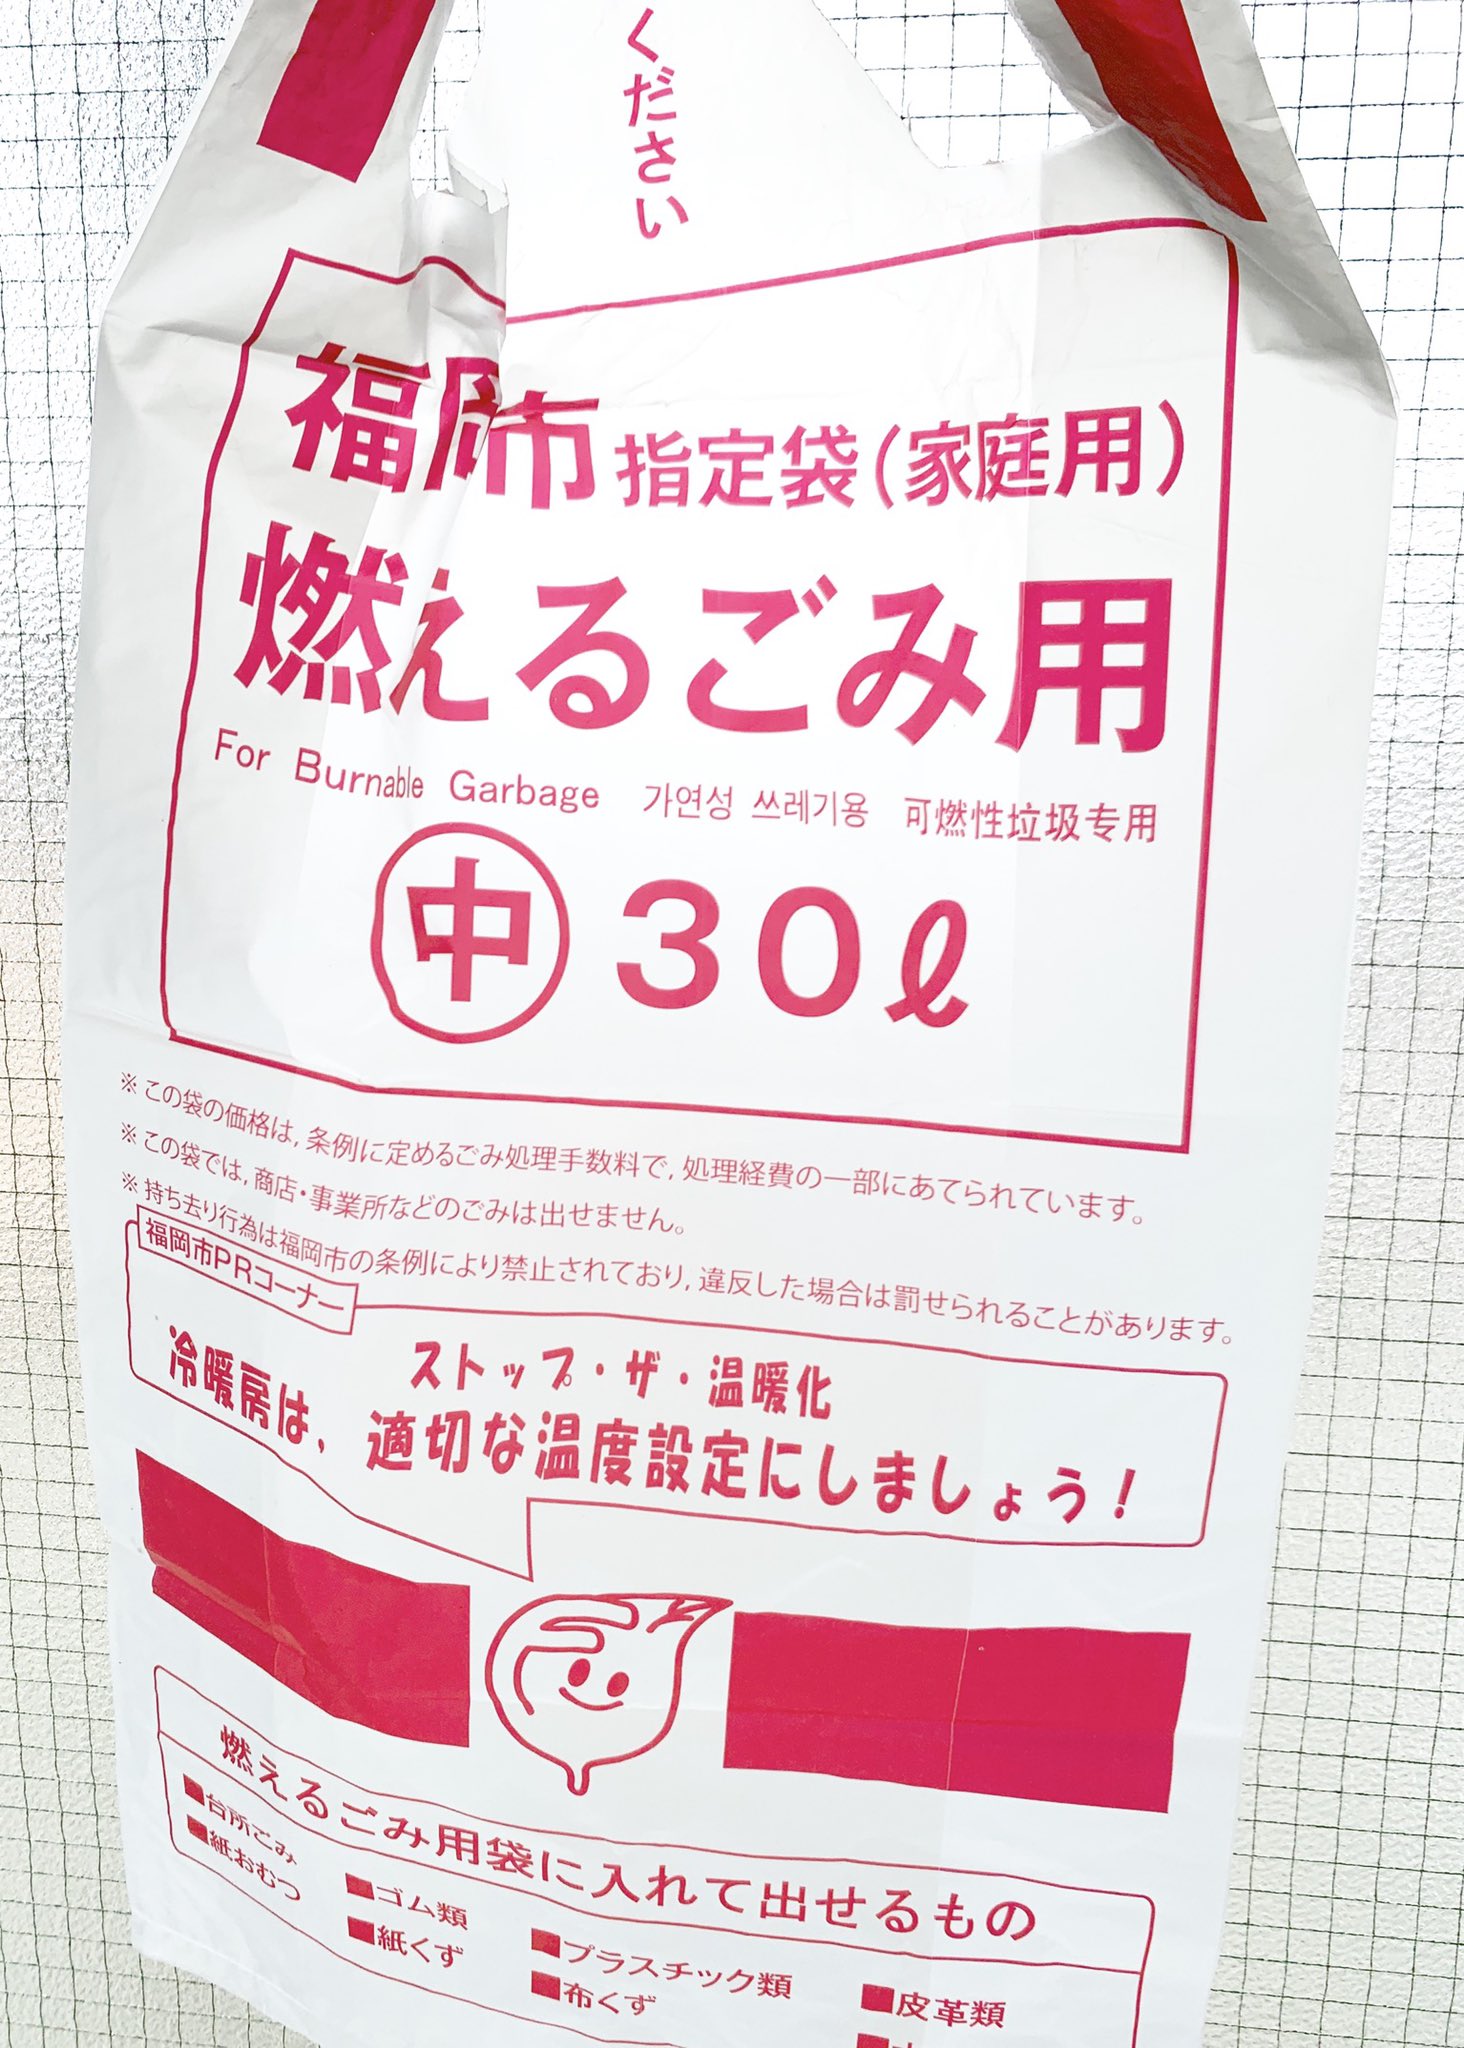 ください
福岡市 指定袋(家庭用)
燃えるごみ用
For Burnable Garbage 가연성 쓰레기용 可燃性垃圾专用
中 30ℓ
※この袋の価格は,条例に定めるごみ処理手数料で,処理経費の一部にあてられています。
※この袋では,商店・事業所などのごみは出せません。
※持ち去り行為は福岡市の条例により禁止されており,違反した場合は罰せられることがあります。
福岡市PRコーナー
ストップ・ザ・温暖化
冷暖房は,適切な温度設定にしましょう!
燃えるごみ用袋に入れて出せるもの
■台所ごみ ■ゴム類 ■プラスチック類 ■皮革類
■紙おむつ ■紙くず ■布くず